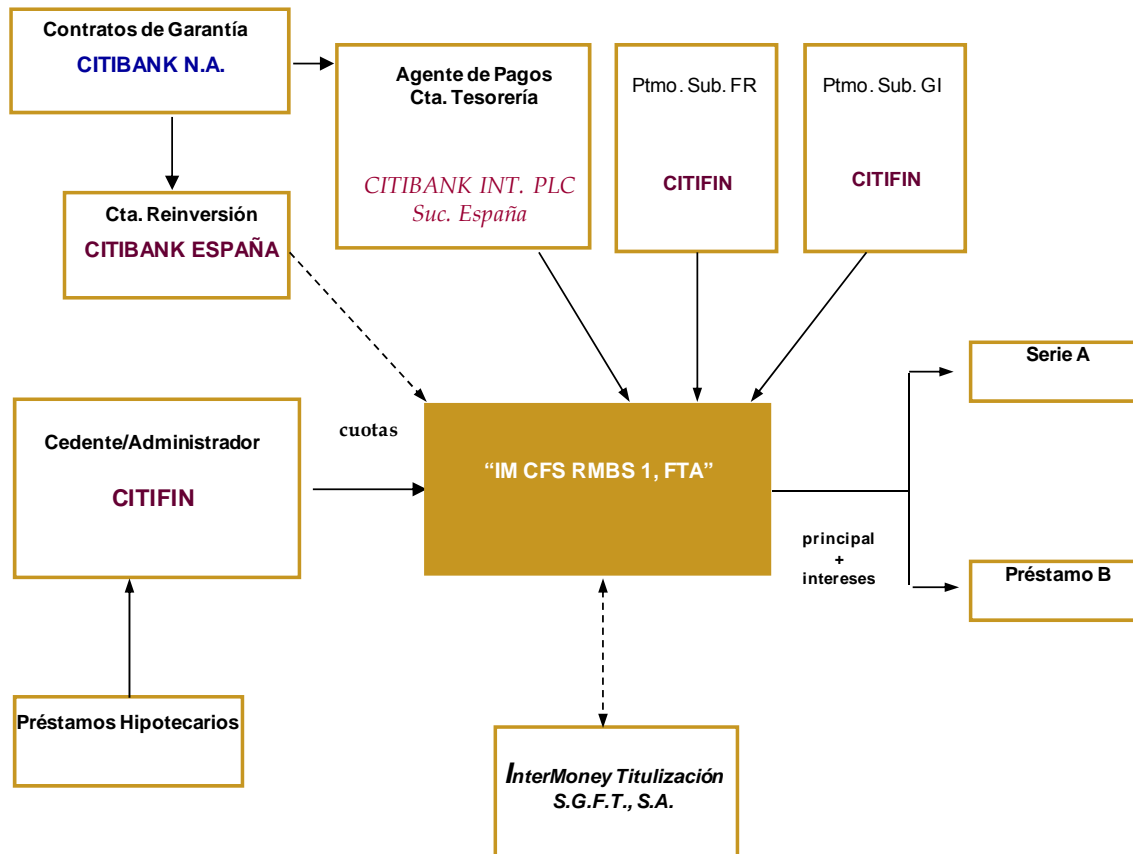 Contratos de Garantía
CITIBANK N.A.
Agente de Pagos
Cta. Tesorería
CITIBANK INT. PLC
Suc. España
Ptmo. Sub. FR
CITIFIN
Ptmo. Sub. GI
CITIFIN
Cta. Reinversión
CITIBANK ESPAÑA
Serie A
Cedente/Administrador
CITIFIN
cuotas
“IM CFS RMBS 1, FTA”
principal
+
intereses
Préstamo B
Préstamos Hipotecarios
InterMoney Titulización
S.G.F.T., S.A.